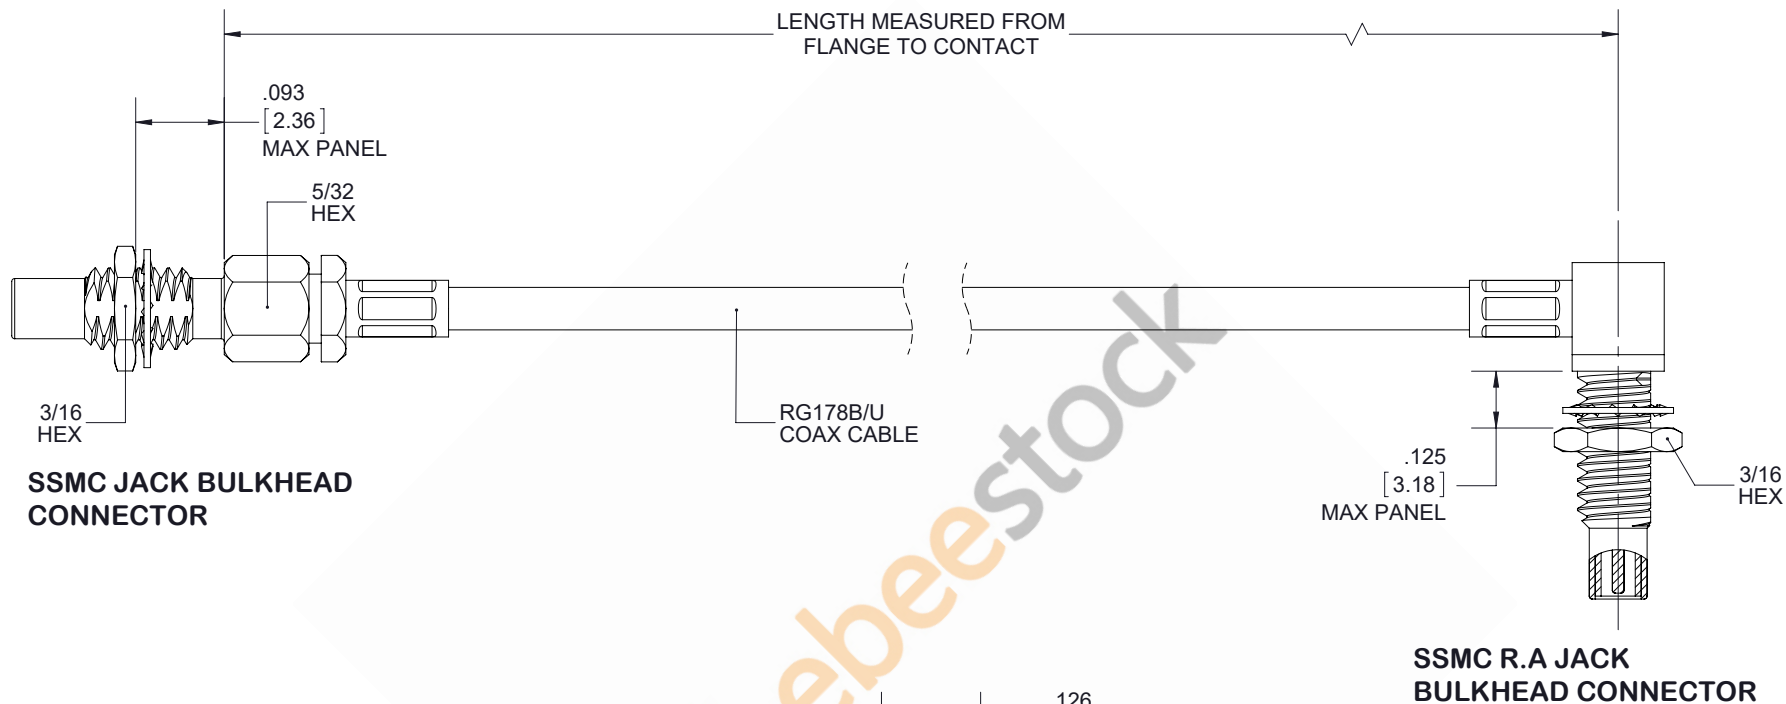 LENGTH MEASURED FROM
FLANGE TO CONTACT
.093
[2.36]
MAX PANEL
5/32
HEX
3/16
HEX
RG178B/U
COAX CABLE
SSMC JACK BULKHEAD
CONNECTOR
.125
[3.18]
MAX PANEL
3/16
HEX
SSMC R.A JACK
BULKHEAD CONNECTOR
ebeestock
.126